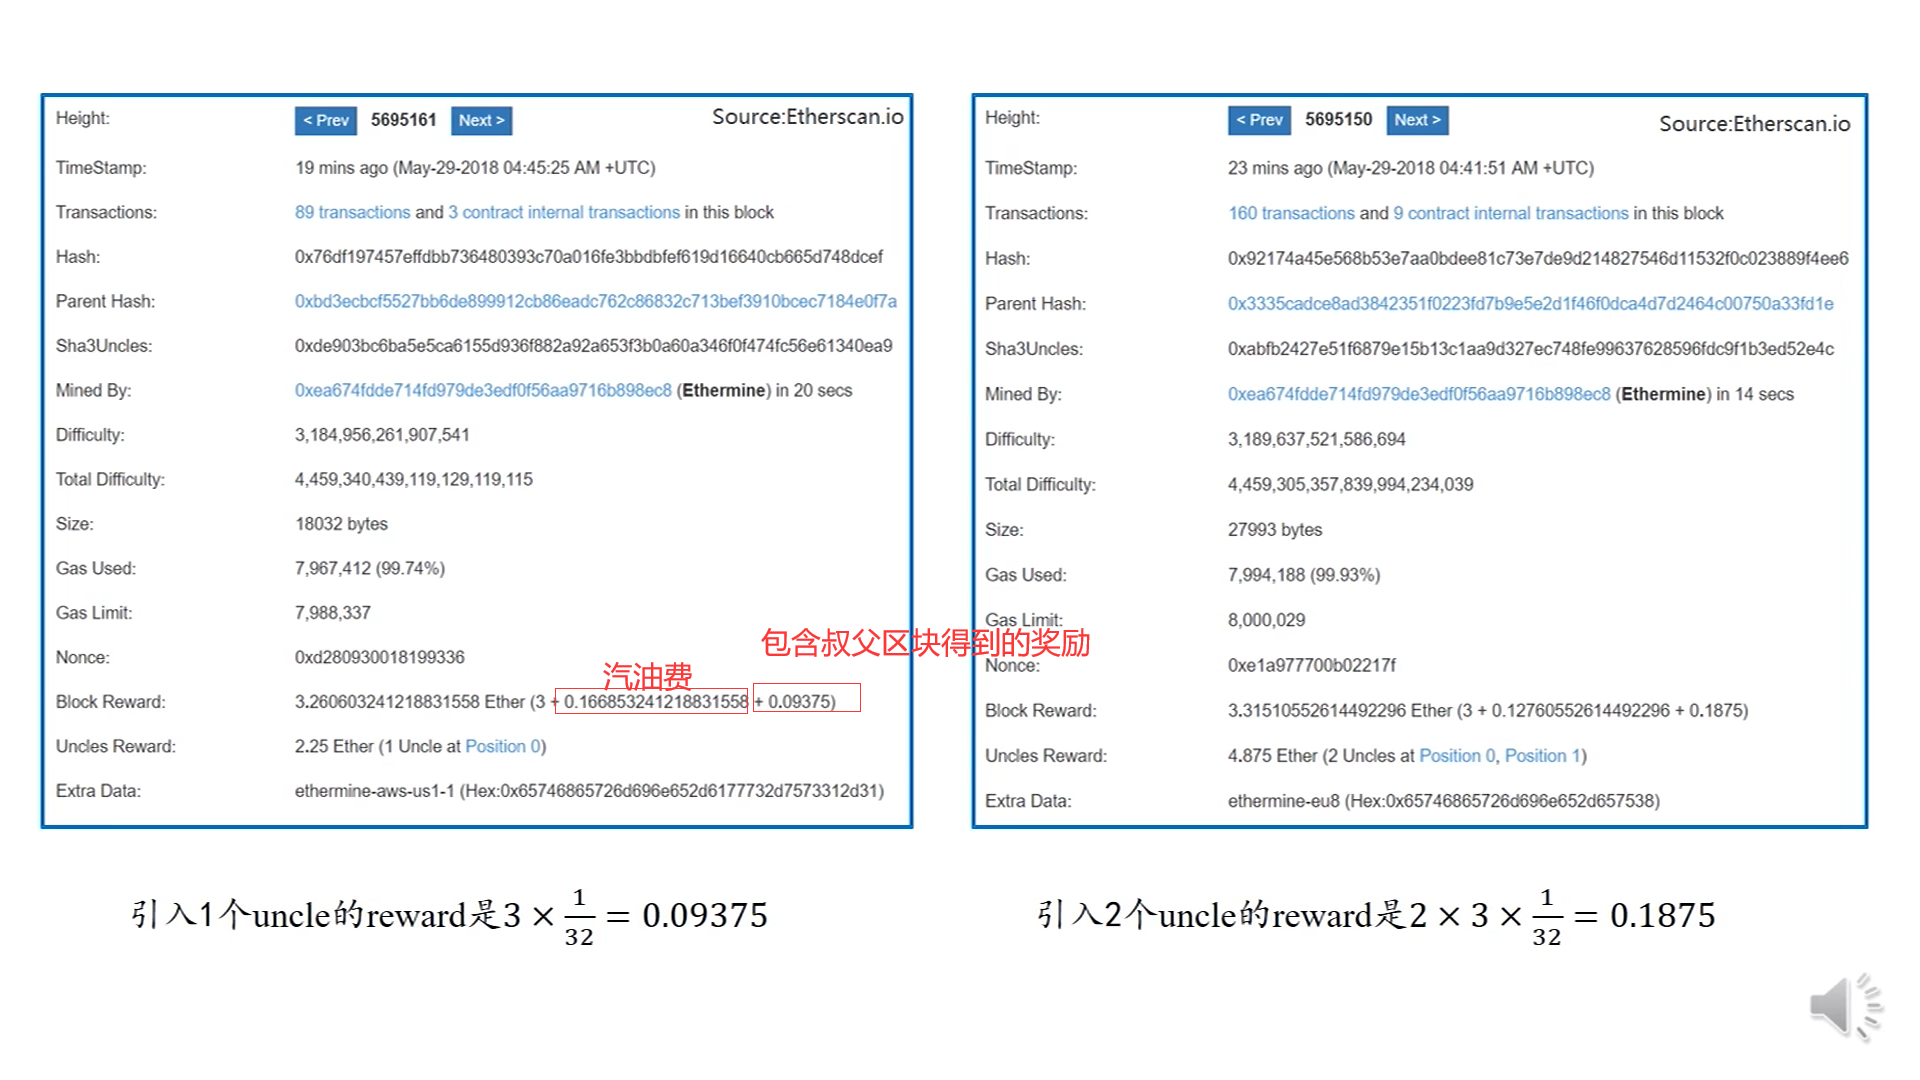 Height: < Prev 5695161 Next > Source:Etherscan.io
TimeStamp: 19 mins ago (May-29-2018 04:45:25 AM +UTC)
Transactions: 89 transactions and 3 contract internal transactions in this block
Hash: 0x76df197457effdbb736480393c70a016fe3bbdbfef619d16640cb665d748dcef
Parent Hash: 0xbd3ecbcf5527bb6de899912cb86eadc762c86832c713bef3910bcec7184e0f7a
Sha3Uncles: 0xde903bc6ba5e5ca6155d936f882a92a653f3b0a60a346f0f474fc56e61340ea9
Mined By: 0xea674fdde714fd979de3edf0f56aa9716b898ec8 (Ethermine) in 20 secs
Difficulty: 3,184,956,261,907,541
Total Difficulty: 4,459,340,439,119,129,119,115
Size: 18032 bytes
Gas Used: 7,967,412 (99.74%)
Gas Limit: 7,988,337
Nonce: 0xd280930018199336
汽油费
包含叔父区块得到的奖励
Block Reward: 3.260603241218831558 Ether (3 + 0.166853241218831558 + 0.09375)
Uncles Reward: 2.25 Ether (1 Uncle at Position 0)
Extra Data: ethermine-aws-us1-1 (Hex:0x65746865726d696e652d6177732d7573312d31)
引入1个uncle的reward是3 × 1/32 = 0.09375
Height: < Prev 5695150 Next > Source:Etherscan.io
TimeStamp: 23 mins ago (May-29-2018 04:41:51 AM +UTC)
Transactions: 160 transactions and 9 contract internal transactions in this block
Hash: 0x92174a45e568b53e7aa0bdee81c73e7de9d214827546d11532f0c023889f4ee6
Parent Hash: 0x3335cadce8ad3842351f0223fd7b9e5e2d1f46f0dca4d7d2464c00750a33fd1e
Sha3Uncles: 0xabfb2427e51f6879e15b13c1aa9d327ec748fe99637628596fdc9f1b3ed52e4c
Mined By: 0xea674fdde714fd979de3edf0f56aa9716b898ec8 (Ethermine) in 14 secs
Difficulty: 3,189,637,521,586,694
Total Difficulty: 4,459,305,357,839,994,234,039
Size: 27993 bytes
Gas Used: 7,994,188 (99.93%)
Gas Limit: 8,000,029
Nonce: 0xe1a977700b02217f
Block Reward: 3.31510552614492296 Ether (3 + 0.12760552614492296 + 0.1875)
Uncles Reward: 4.875 Ether (2 Uncles at Position 0, Position 1)
Extra Data: ethermine-eu8 (Hex:0x65746865726d696e652d657538)
引入2个uncle的reward是2 × 3 × 1/32 = 0.1875